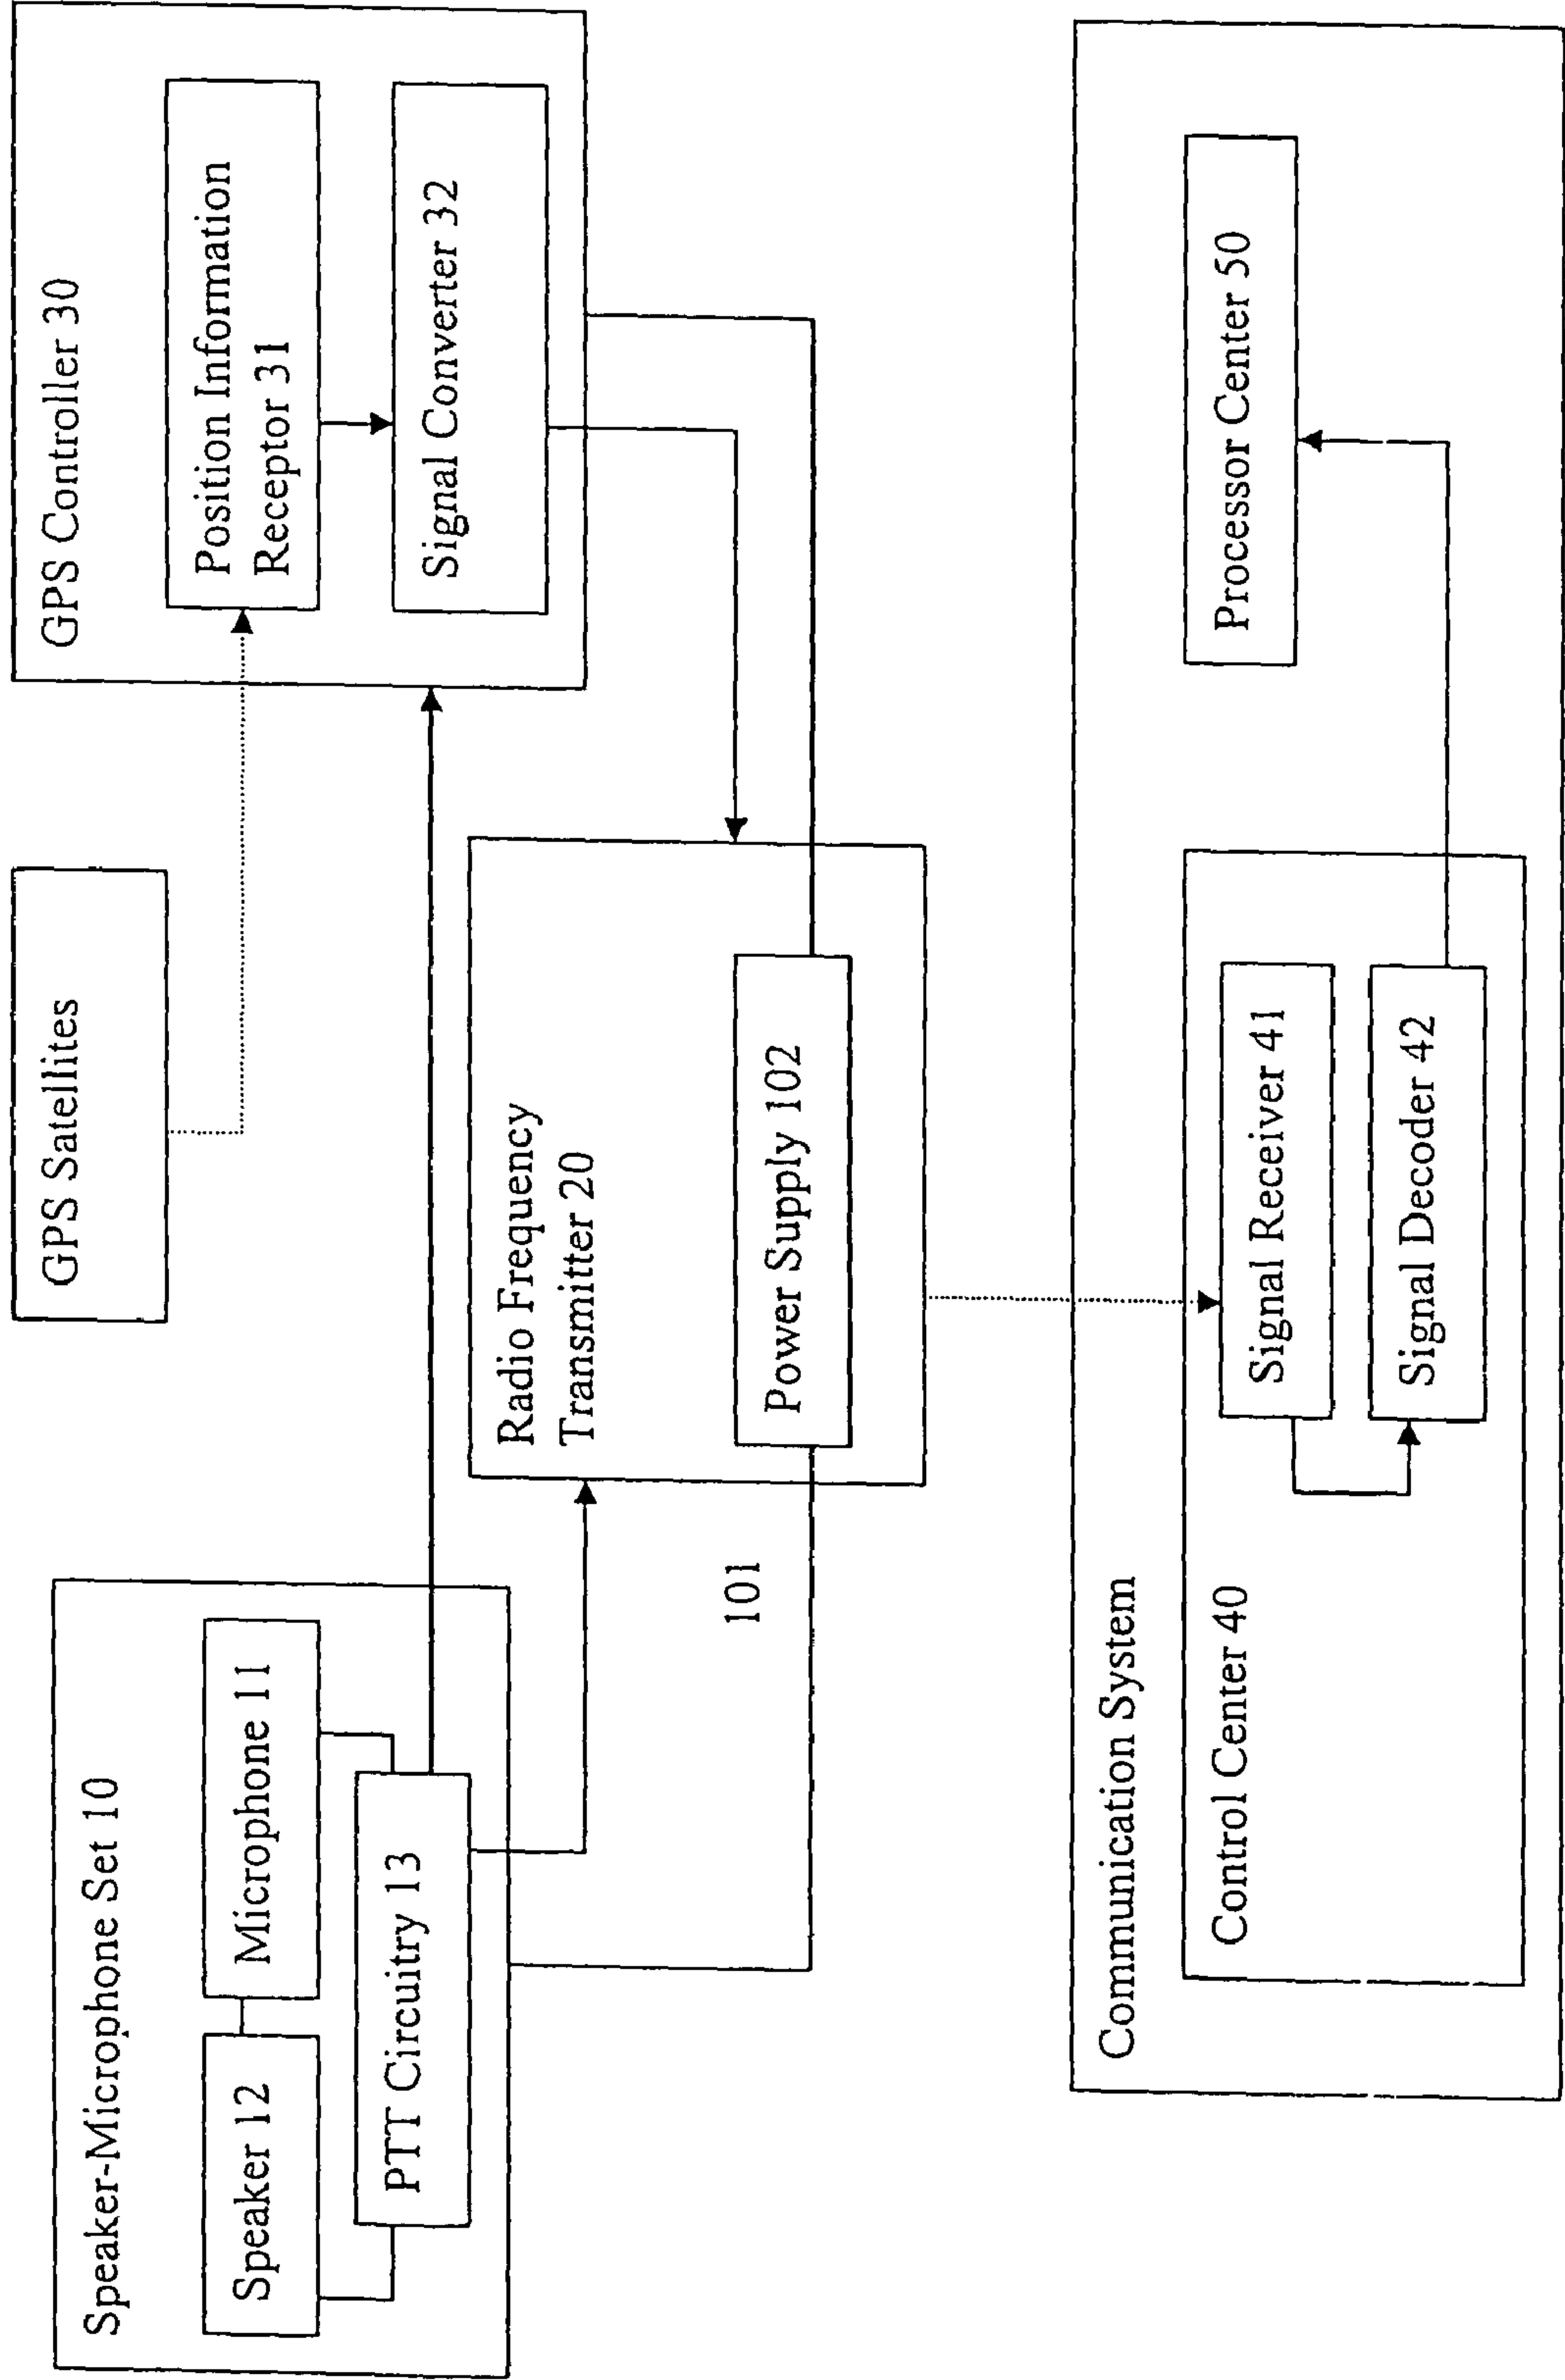 Speaker-Microphone Set 10
Speaker 12
Microphone 11
PTT Circuitry 13
GPS Satellites
GPS Controller 30
Position Information
Receptor 31
Signal Converter 32
Radio Frequency
Transmitter 20
Power Supply 102
101
Communication System
Control Center 40
Signal Receiver 41
Signal Decoder 42
Processor Center 50